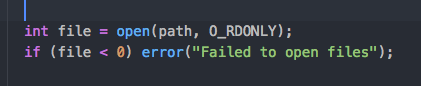 int file = open(path, O_RDONLY);
if (file < 0) error("Failed to open files");